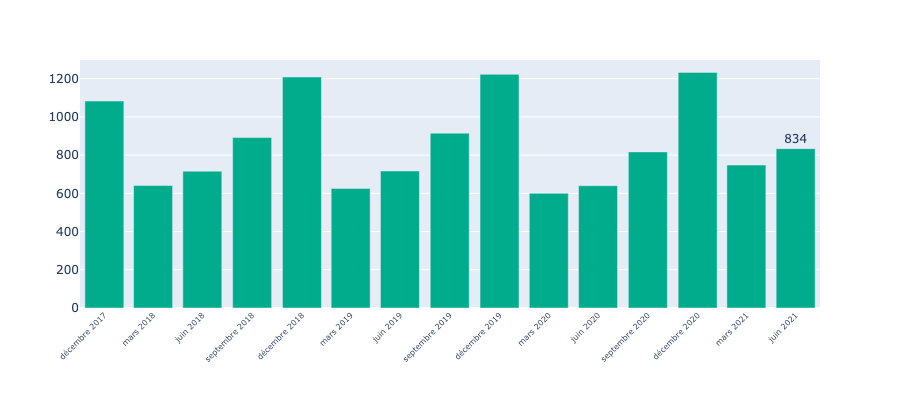 1200
1000
800
600
400
200
0
834
décembre 2017
mars 2018
juin 2018
septembre 2018
décembre 2018
mars 2019
juin 2019
septembre 2019
décembre 2019
mars 2020
juin 2020
septembre 2020
décembre 2020
mars 2021
juin 2021